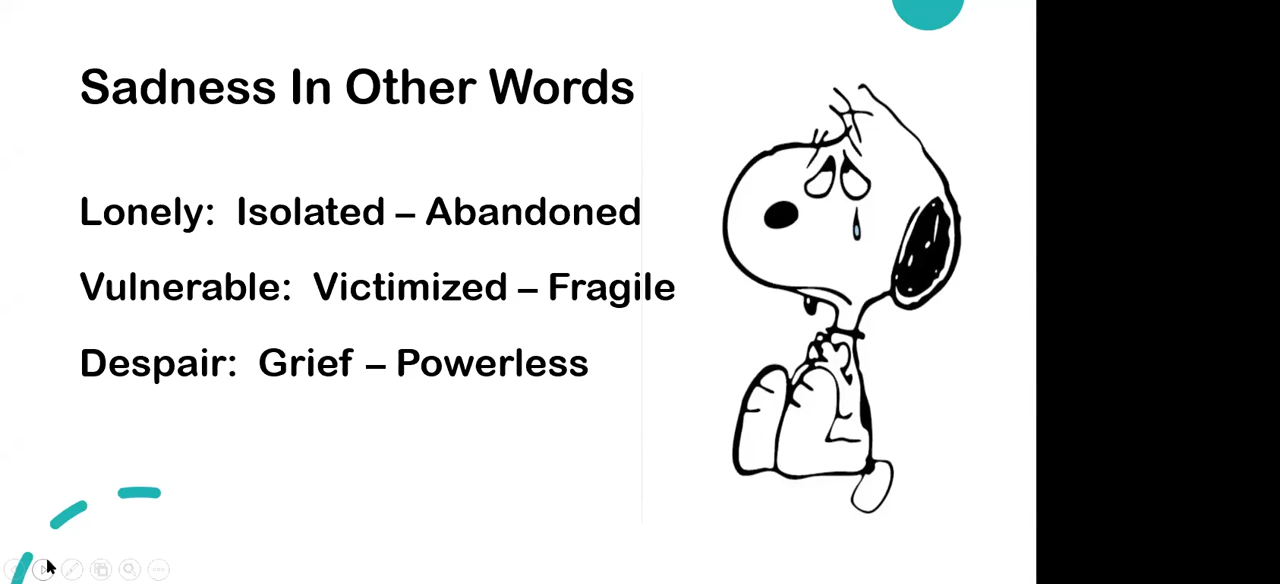 Sadness In Other Words
Lonely: Isolated – Abandoned
Vulnerable: Victimized – Fragile
Despair: Grief – Powerless